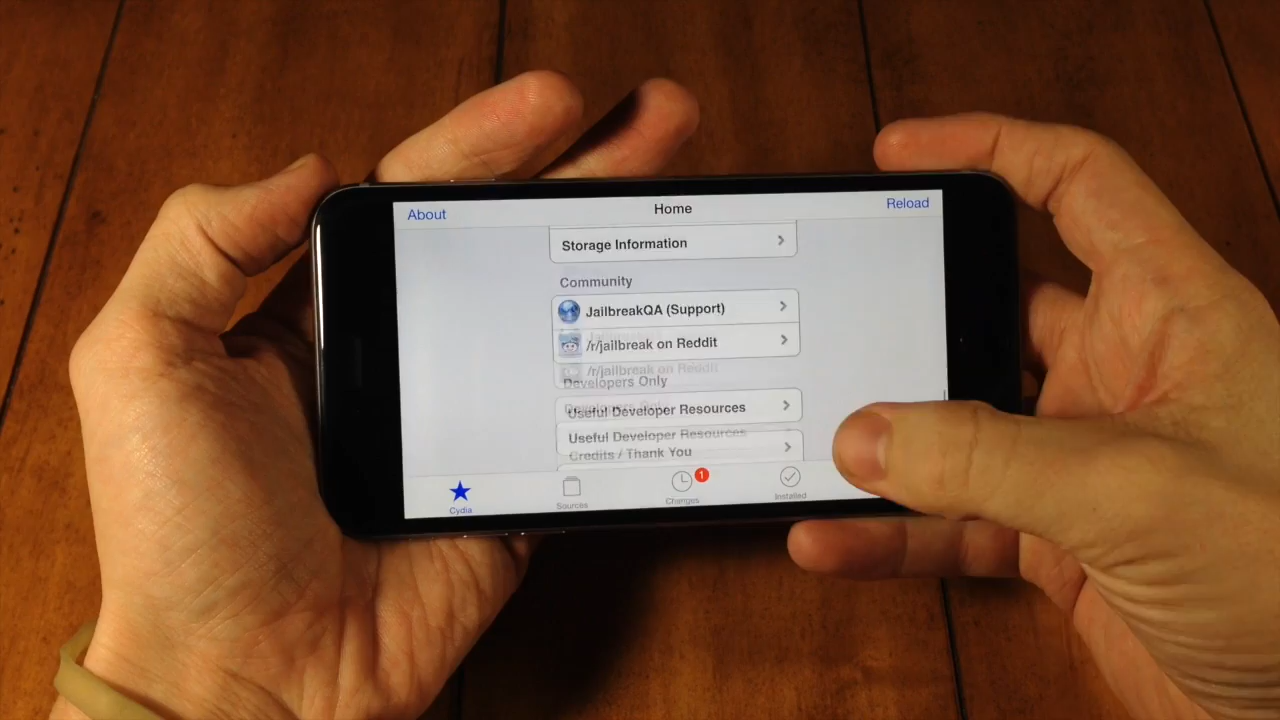 About
Home
Reload
Storage Information
Community
JailbreakQA (Support)
/r/jailbreak on Reddit
/r/jailbreak on Reddit
Developers Only
Useful Developer Resources
Useful Developer Resources
Credits / Thank You
1
Cydia
Sources
Changes
Installed